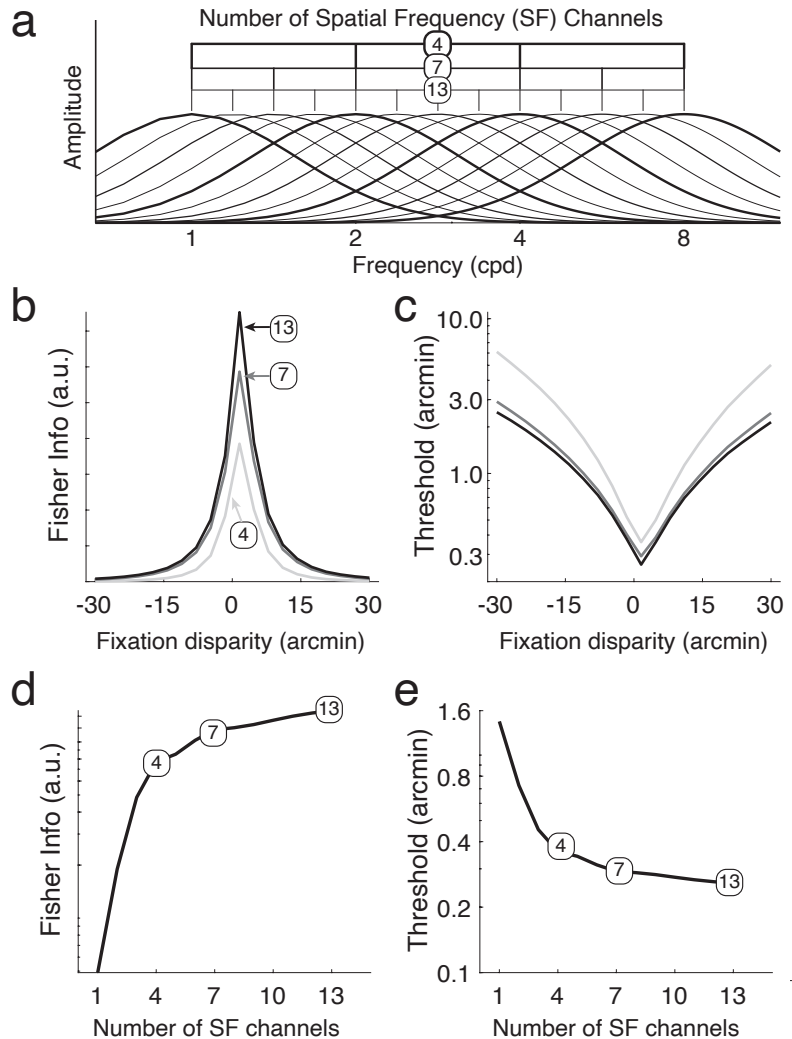 a
Number of Spatial Frequency (SF) Channels
4
7
13
Amplitude
1 2 4 8
Frequency (cpd)
b
Fisher Info (a.u.)
13
7
4
-30 -15 0 15 30
Fixation disparity (arcmin)
c
Threshold (arcmin)
10.0
3.0
1.0
0.3
-30 -15 0 15 30
Fixation disparity (arcmin)
d
Fisher Info (a.u.)
4
7
13
1 4 7 10 13
Number of SF channels
e
Threshold (arcmin)
1.6
0.8
0.4
0.2
0.1
4
7
13
1 4 7 10 13
Number of SF channels